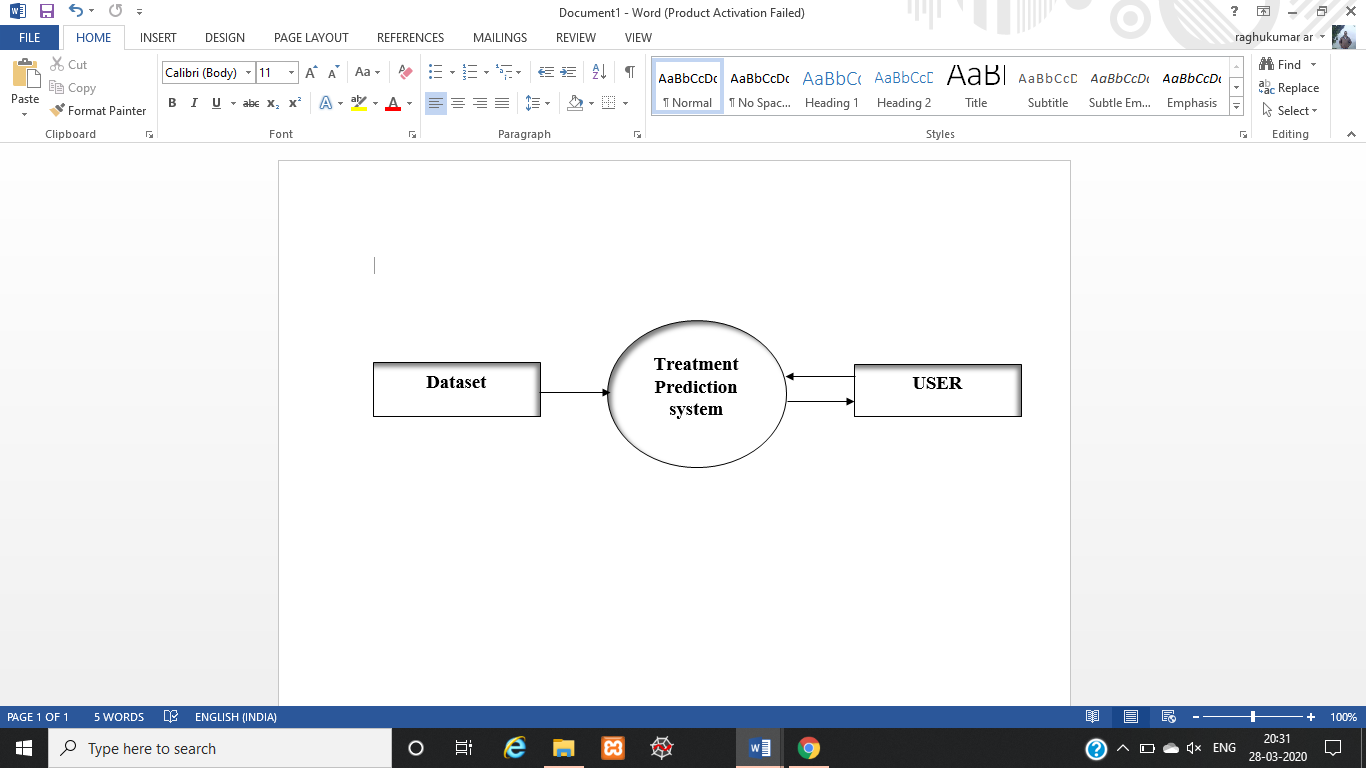 Document1 - Word (Product Activation Failed)
FILE HOME INSERT DESIGN PAGE LAYOUT REFERENCES MAILINGS REVIEW VIEW raghukumar ar
Paste
Cut
Copy
Format Painter
Clipboard
Calibri (Body) 11
Font
Paragraph
AaBbCcDc AaBbCcDc AaBbCc AaBbCcD AaBl AaBbCcD AaBbCcDc AaBbCcDc
¶ Normal ¶ No Spac... Heading 1 Heading 2 Title Subtitle Subtle Em... Emphasis
Styles
Find
Replace
Select
Editing
Dataset
Treatment
Prediction
system
USER
PAGE 1 OF 1 5 WORDS ENGLISH (INDIA) 100%
Type here to search
ENG
20:31
28-03-2020